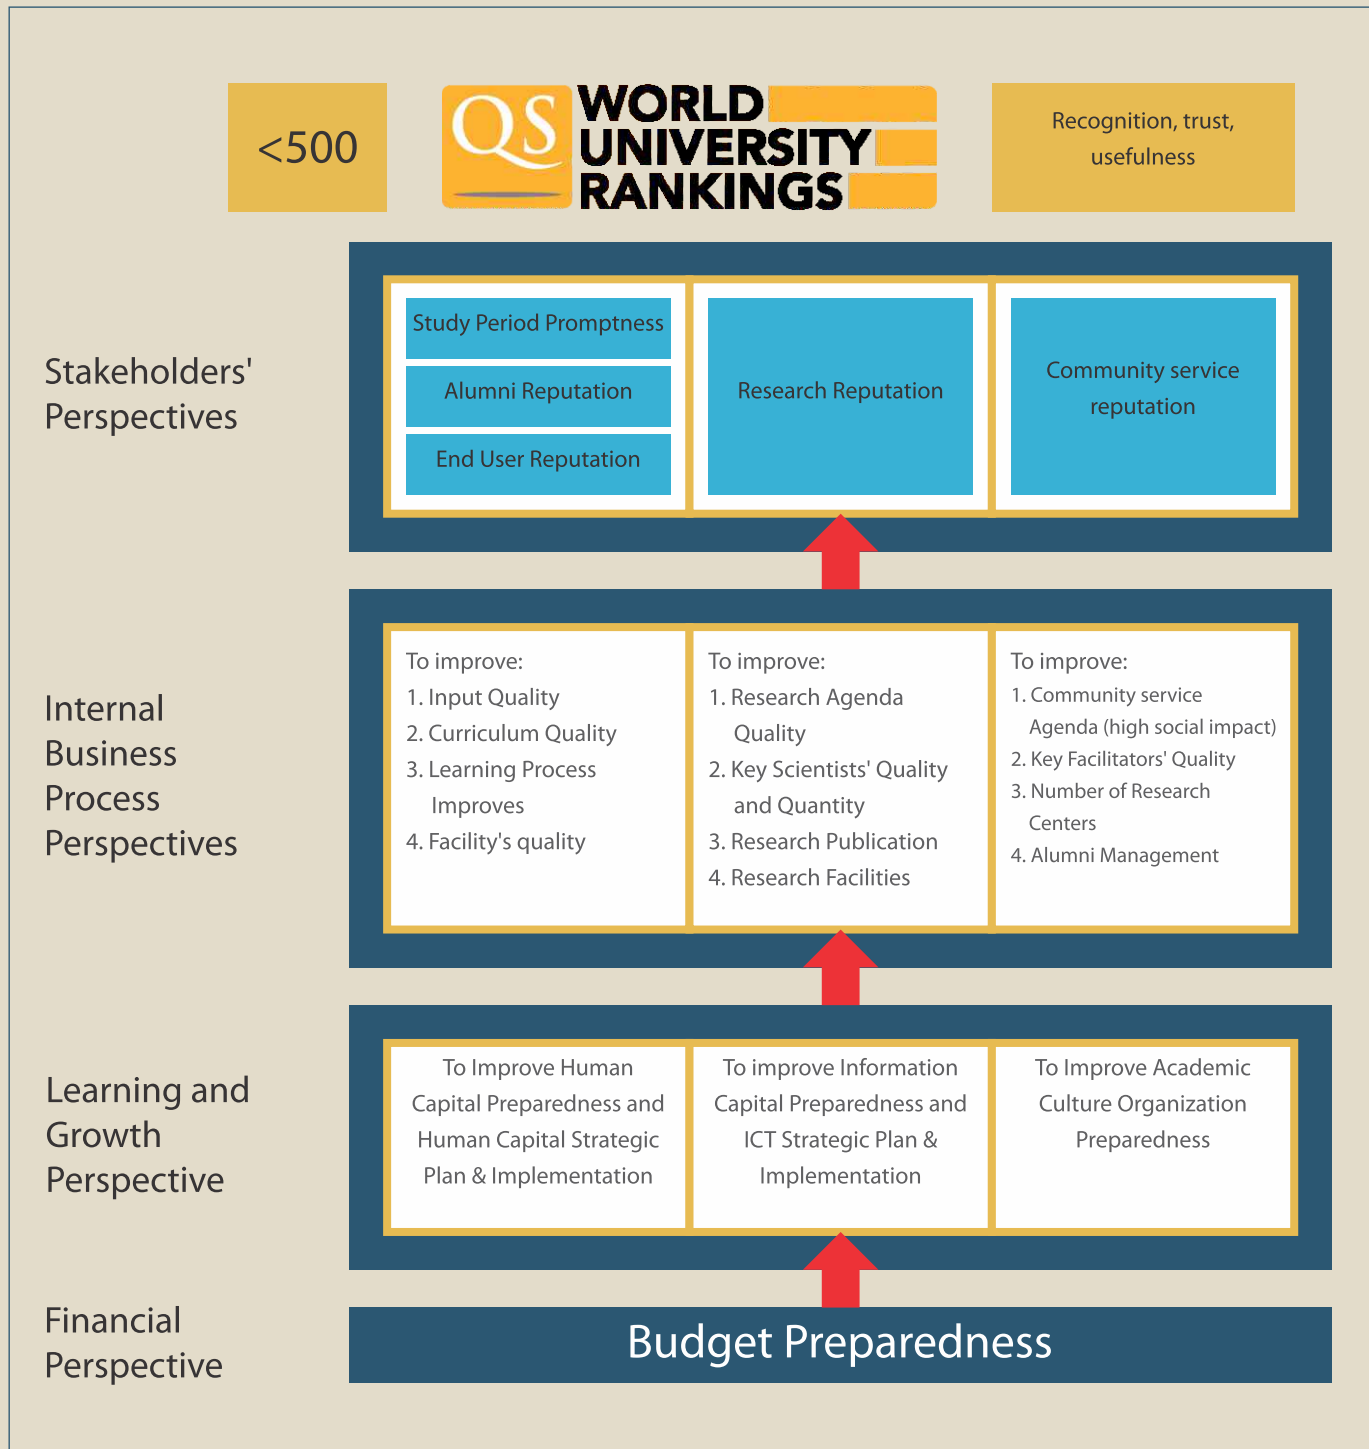 <500
QS
WORLD
UNIVERSITY
RANKINGS
Recognition, trust,
usefulness
Stakeholders'
Perspectives
Study Period Promptness
Alumni Reputation
End User Reputation
Research Reputation
Community service
reputation
Internal
Business
Process
Perspectives
To improve:
1. Input Quality
2. Curriculum Quality
3. Learning Process
Improves
4. Facility's quality
To improve:
1. Research Agenda
Quality
2. Key Scientists' Quality
and Quantity
3. Research Publication
4. Research Facilities
To improve:
1. Community service
Agenda (high social impact)
2. Key Facilitators' Quality
3. Number of Research
Centers
4. Alumni Management
Learning and
Growth
Perspective
To Improve Human
Capital Preparedness and
Human Capital Strategic
Plan & Implementation
To improve Information
Capital Preparedness and
ICT Strategic Plan &
Implementation
To Improve Academic
Culture Organization
Preparedness
Financial
Perspective
Budget Preparedness